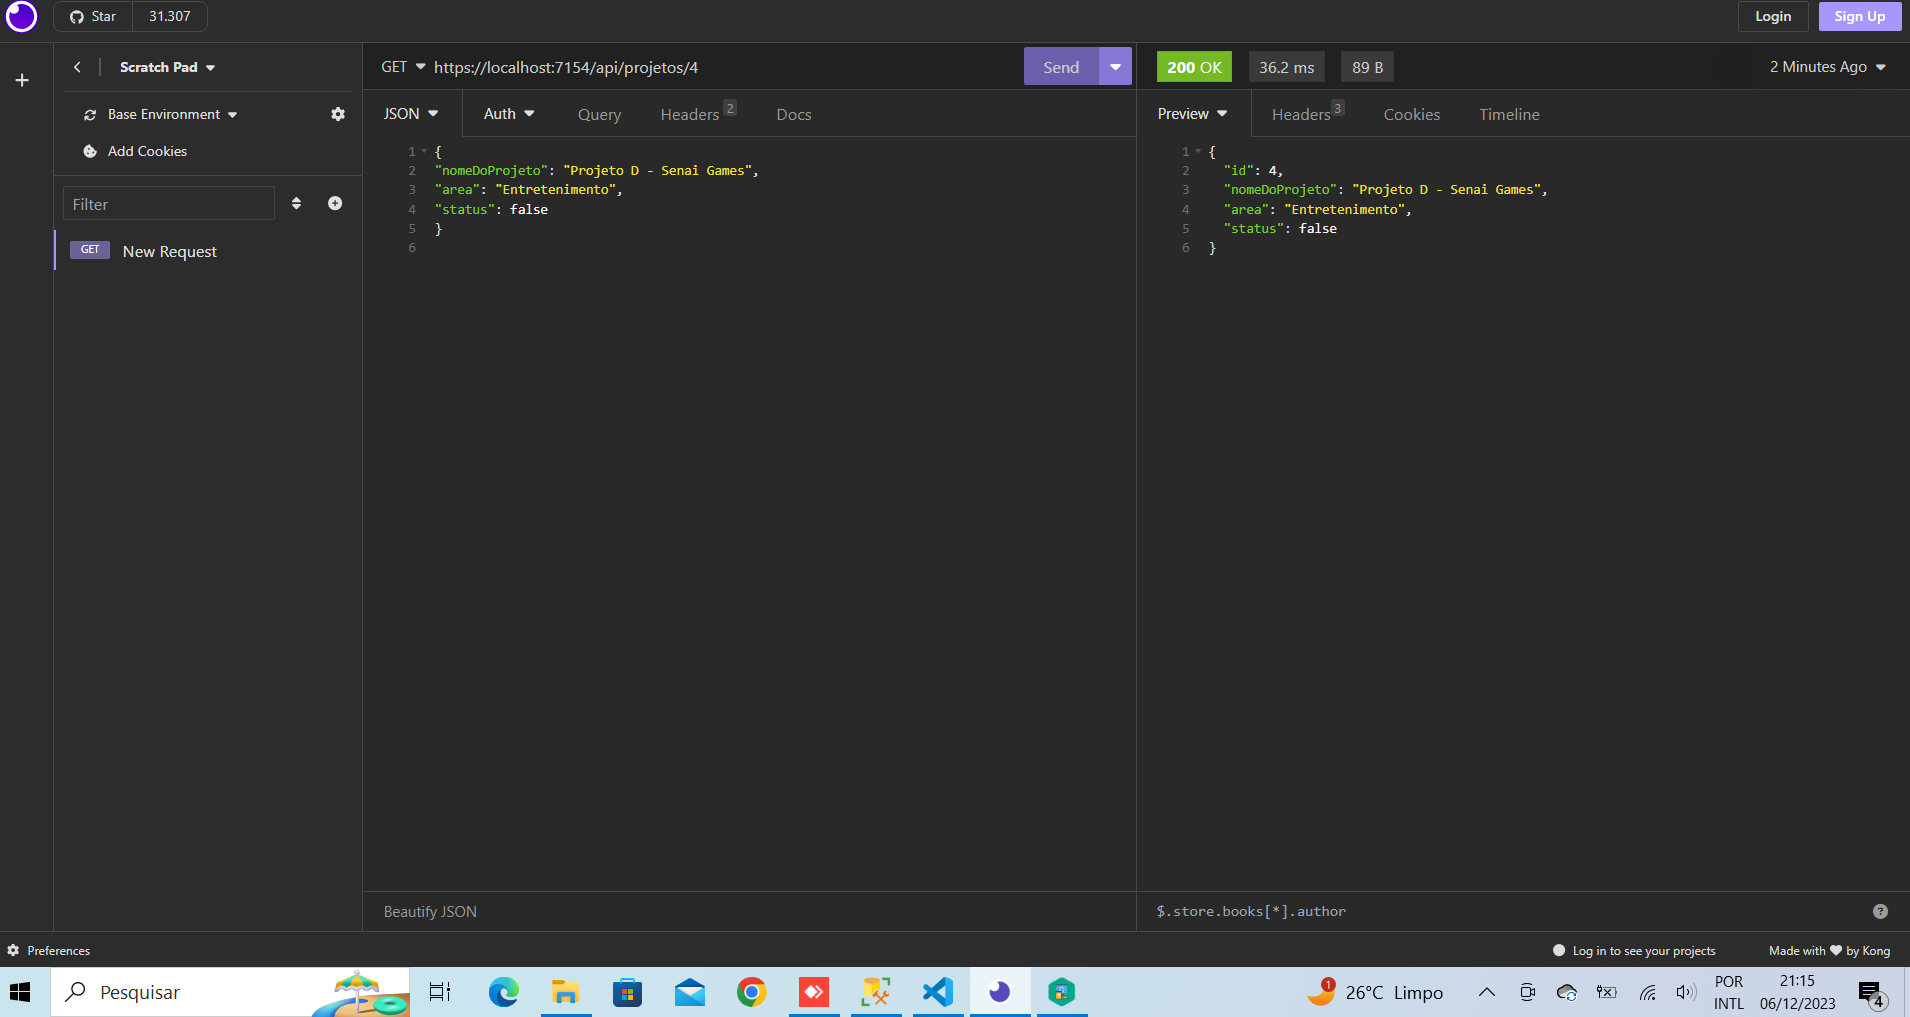 Star 31.307 Login Sign Up
Scratch Pad GET https://localhost:7154/api/projetos/4 Send 200 OK 36.2 ms 89 B 2 Minutes Ago
Base Environment JSON Auth Query Headers 2 Docs Preview Headers 3 Cookies Timeline
Add Cookies
Filter
GET New Request
1 {
2 "nomeDoProjeto": "Projeto D - Senai Games",
3 "area": "Entretenimento",
4 "status": false
5 }
6
1 {
2 "id": 4,
3 "nomeDoProjeto": "Projeto D - Senai Games",
4 "area": "Entretenimento",
5 "status": false
6 }
Beautify JSON $.store.books[*].author ?
Preferences Log in to see your projects Made with by Kong
Pesquisar 1 26°C Limpo POR 21:15
INTL 06/12/2023 4